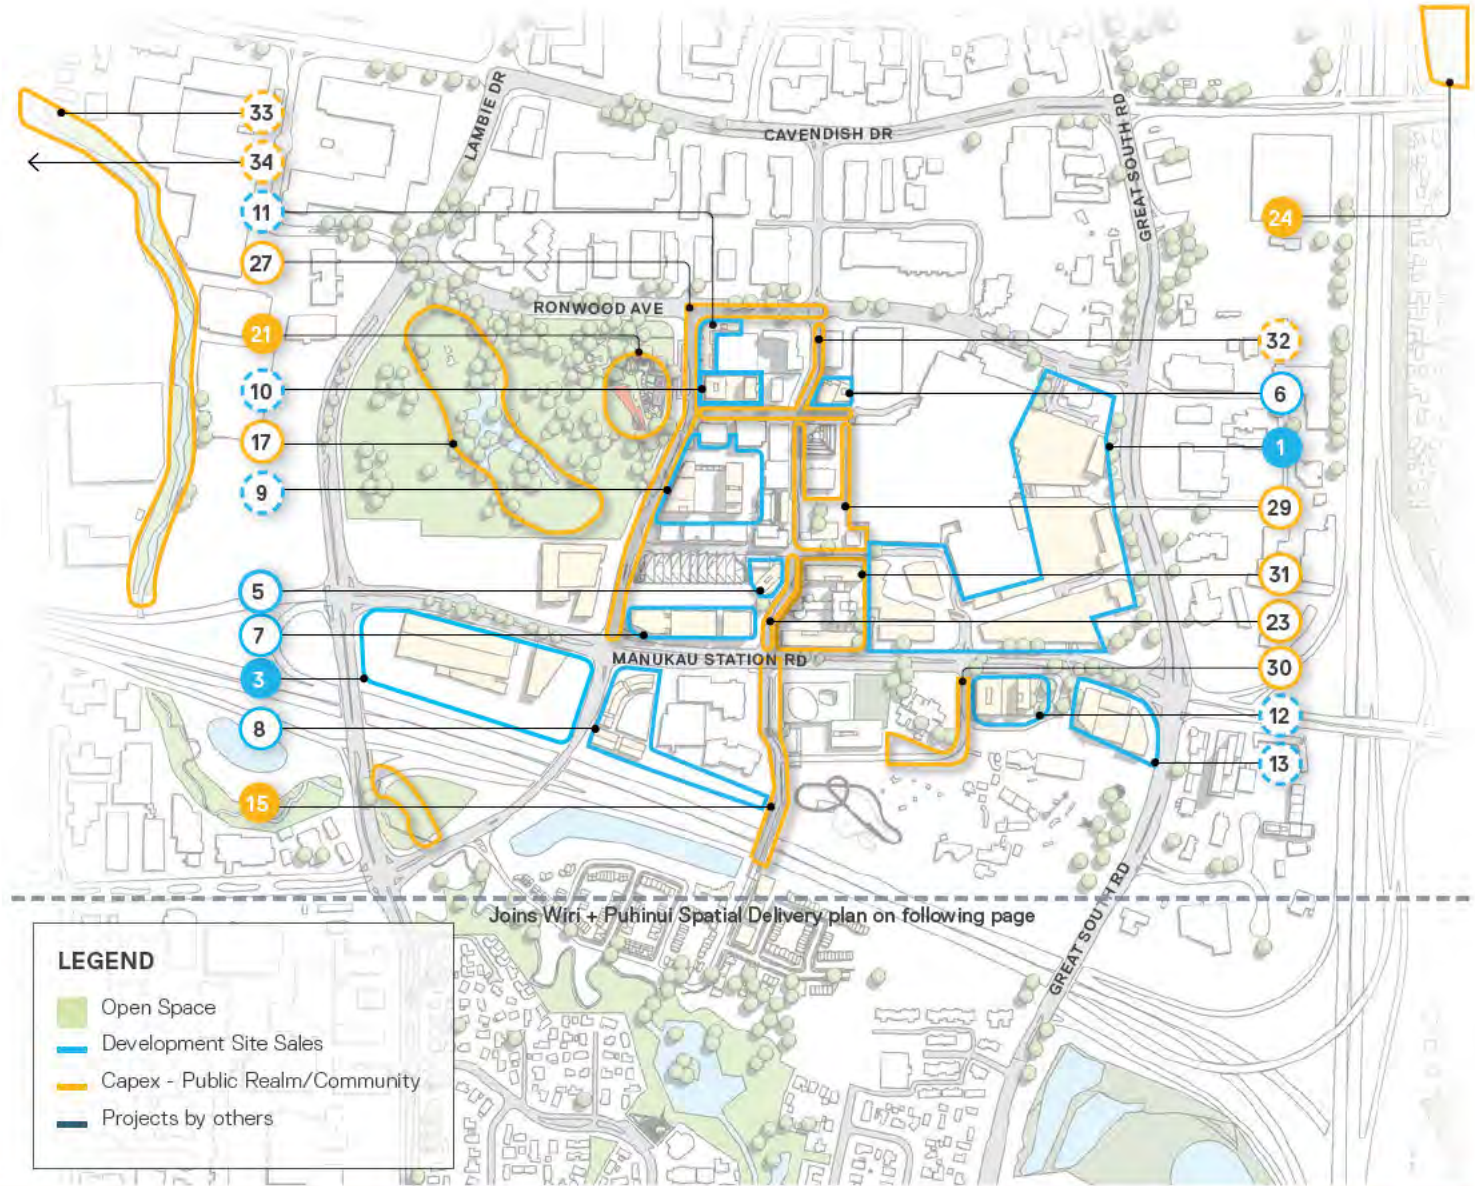 33
34
11
27
21
10
17
9
5
7
3
8
15
24
32
6
1
29
31
23
30
12
13
LAMBIE DR
CAVENDISH DR
GREAT SOUTH RD
RONWOOD AVE
MANUKAU STATION RD
GREAT SOUTH RD
Joins Wiri + Puhinui Spatial Delivery plan on following page
LEGEND
Open Space
Development Site Sales
Capex - Public Realm/Community
Projects by others